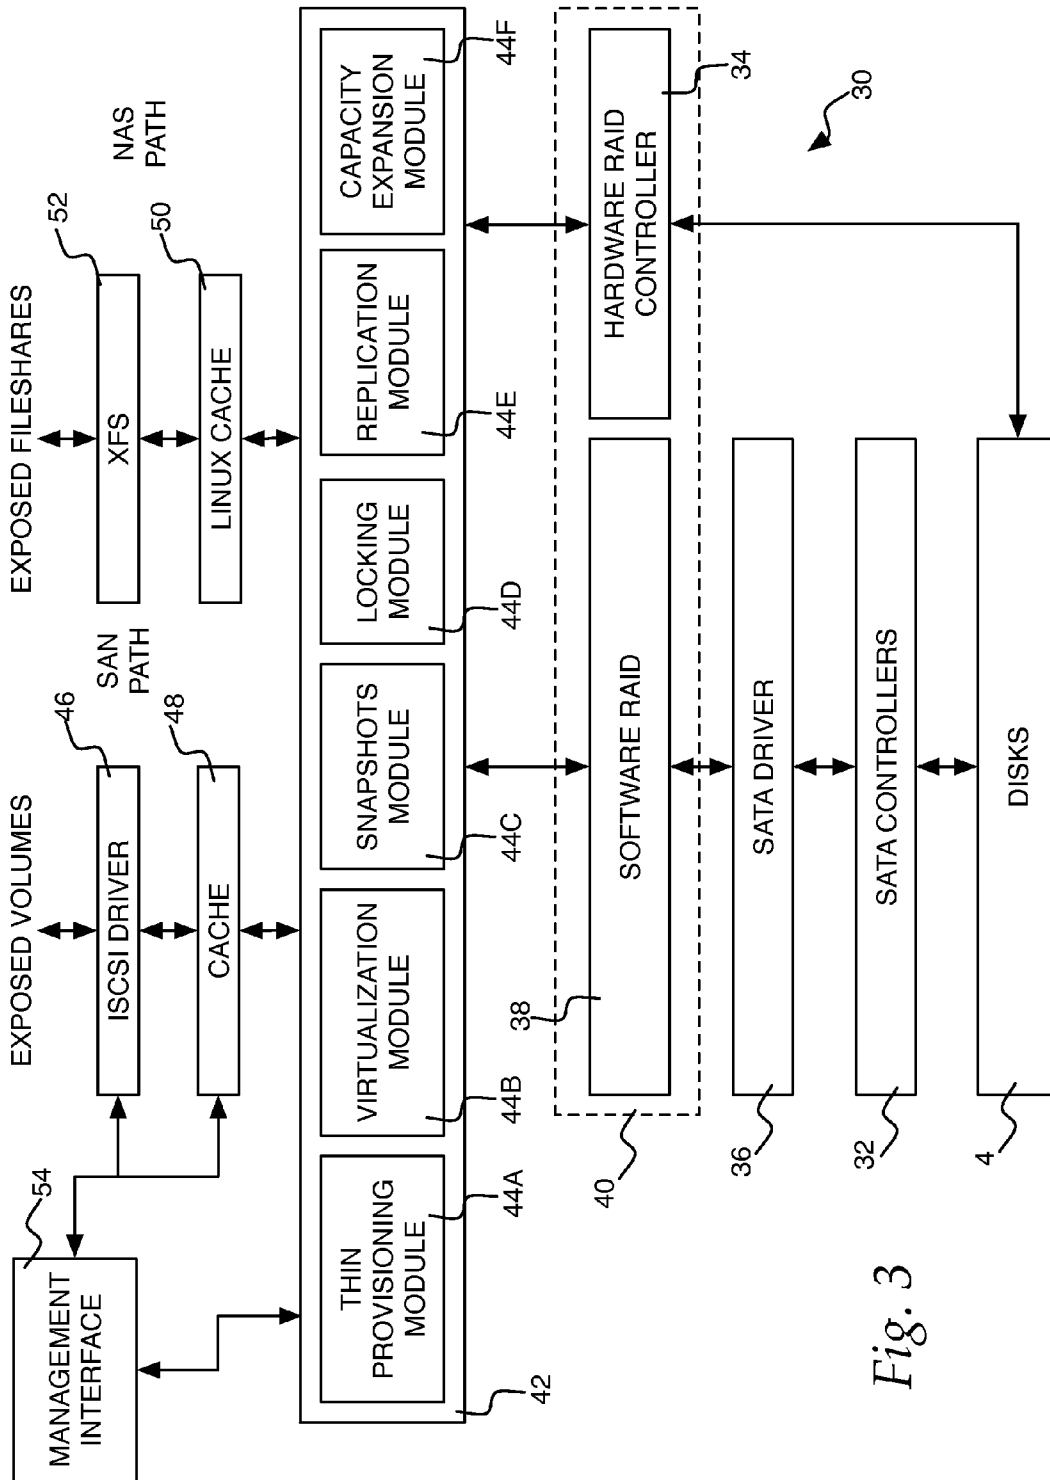 EXPOSED VOLUMES
EXPOSED FILESHARES
54
MANAGEMENT
INTERFACE
46
ISCSI DRIVER
SAN
PATH
52
XFS
NAS
PATH
48
CACHE
50
LINUX CACHE
THIN
PROVISIONING
MODULE
VIRTUALIZATION
MODULE
SNAPSHOTS
MODULE
LOCKING
MODULE
REPLICATION
MODULE
CAPACITY
EXPANSION
MODULE
42
44A
44B
44C
44D
44E
44F
38
SOFTWARE RAID
HARDWARE RAID
CONTROLLER
34
40
36
SATA DRIVER
30
32
SATA CONTROLLERS
4
DISKS
Fig. 3